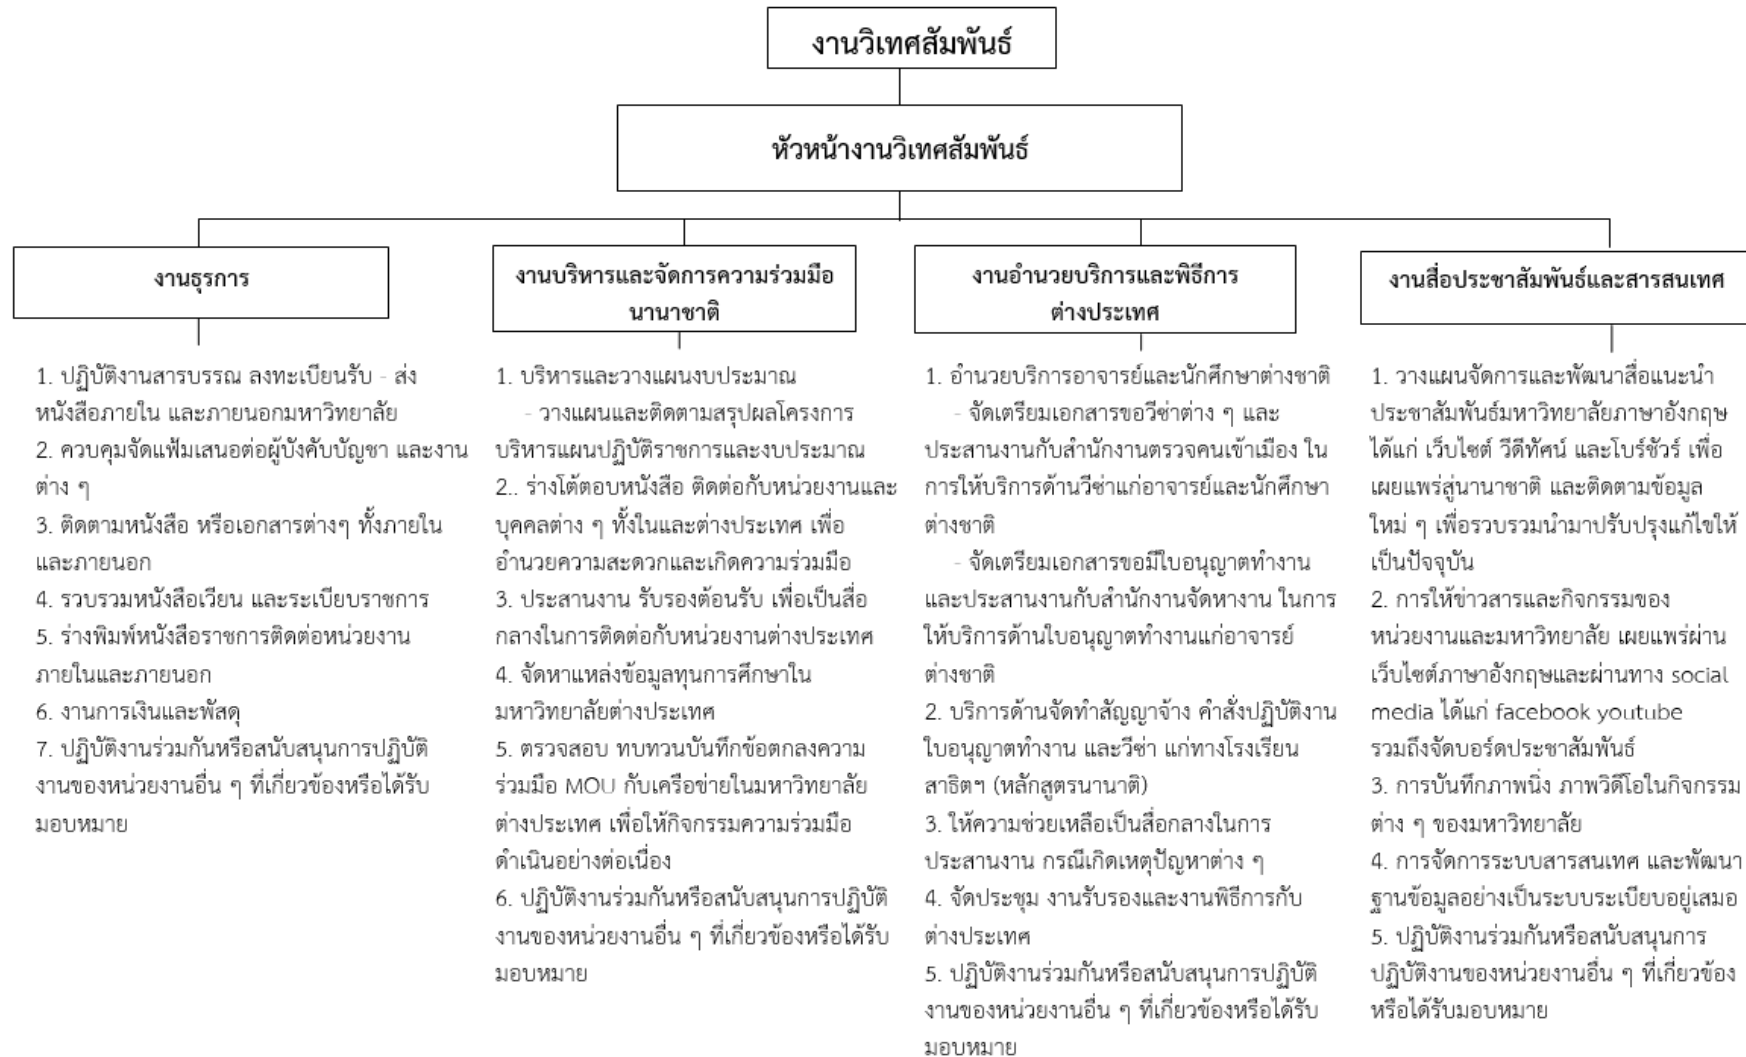 งานวิเทศสัมพันธ์
หัวหน้างานวิเทศสัมพันธ์
งานธุรการ
1. ปฏิบัติงานสารบรรณ ลงทะเบียนรับ - ส่ง
หนังสือภายใน และภายนอกมหาวิทยาลัย
2. ควบคุมจัดแฟ้มเสนอต่อผู้บังคับบัญชา และงาน
ต่าง ๆ
3. ติดตามหนังสือ หรือเอกสารต่างๆ ทั้งภายใน
และภายนอก
4. รวบรวมหนังสือเวียน และระเบียบราชการ
5. ร่างพิมพ์หนังสือราชการติดต่อหน่วยงาน
ภายในและภายนอก
6. งานการเงินและพัสดุ
7. ปฏิบัติงานร่วมกันหรือสนับสนุนการปฏิบัติ
งานของหน่วยงานอื่น ๆ ที่เกี่ยวข้องหรือได้รับ
มอบหมาย
งานบริหารและจัดการความร่วมมือ
นานาชาติ
1. บริหารและวางแผนงบประมาณ
- วางแผนและติดตามสรุปผลโครงการ
บริหารแผนปฏิบัติราชการและงบประมาณ
2.. ร่างโต้ตอบหนังสือ ติดต่อกับหน่วยงานและ
บุคคลต่าง ๆ ทั้งในและต่างประเทศ เพื่อ
อำนวยความสะดวกและเกิดความร่วมมือ
3. ประสานงาน รับรองต้อนรับ เพื่อเป็นสื่อ
กลางในการติดต่อกับหน่วยงานต่างประเทศ
4. จัดหาแหล่งข้อมูลทุนการศึกษาใน
มหาวิทยาลัยต่างประเทศ
5. ตรวจสอบ ทบทวนบันทึกข้อตกลงความ
ร่วมมือ MOU กับเครือข่ายในมหาวิทยาลัย
ต่างประเทศ เพื่อให้กิจกรรมความร่วมมือ
ดำเนินอย่างต่อเนื่อง
6. ปฏิบัติงานร่วมกันหรือสนับสนุนการปฏิบัติ
งานของหน่วยงานอื่น ๆ ที่เกี่ยวข้องหรือได้รับ
มอบหมาย
งานอำนวยบริการและพิธีการ
ต่างประเทศ
1. อำนวยบริการอาจารย์และนักศึกษาต่างชาติ
- จัดเตรียมเอกสารขอวีซ่าต่าง ๆ และ
ประสานงานกับสำนักงานตรวจคนเข้าเมือง ใน
การให้บริการด้านวีซ่าแก่อาจารย์และนักศึกษา
ต่างชาติ
- จัดเตรียมเอกสารขอมีใบอนุญาตทำงาน
และประสานงานกับสำนักงานจัดหางาน ในการ
ให้บริการด้านใบอนุญาตทำงานแก่อาจารย์
ต่างชาติ
2. บริการด้านจัดทำสัญญาจ้าง คำสั่งปฏิบัติงาน
ใบอนุญาตทำงาน และวีซ่า แก่ทางโรงเรียน
สาธิตฯ (หลักสูตรนานาติ)
3. ให้ความช่วยเหลือเป็นสื่อกลางในการ
ประสานงาน กรณีเกิดเหตุปัญหาต่าง ๆ
4. จัดประชุม งานรับรองและงานพิธีการกับ
ต่างประเทศ
5. ปฏิบัติงานร่วมกันหรือสนับสนุนการปฏิบัติ
งานของหน่วยงานอื่น ๆ ที่เกี่ยวข้องหรือได้รับ
มอบหมาย
งานสื่อประชาสัมพันธ์และสารสนเทศ
1. วางแผนจัดการและพัฒนาสื่อแนะนำ
ประชาสัมพันธ์มหาวิทยาลัยภาษาอังกฤษ
ได้แก่ เว็บไซต์ วีดีทัศน์ และโบร์ชัวร์ เพื่อ
เผยแพร่สู่นานาชาติ และติดตามข้อมูล
ใหม่ ๆ เพื่อรวบรวมนำมาปรับปรุงแก้ไขให้
เป็นปัจจุบัน
2. การให้ข่าวสารและกิจกรรมของ
หน่วยงานและมหาวิทยาลัย เผยแพร่ผ่าน
เว็บไซต์ภาษาอังกฤษและผ่านทาง social
media ได้แก่ facebook youtube
รวมถึงจัดบอร์ดประชาสัมพันธ์
3. การบันทึกภาพนิ่ง ภาพวิดีโอในกิจกรรม
ต่าง ๆ ของมหาวิทยาลัย
4. การจัดการระบบสารสนเทศ และพัฒนา
ฐานข้อมูลอย่างเป็นระบบระเบียบอยู่เสมอ
5. ปฏิบัติงานร่วมกันหรือสนับสนุนการ
ปฏิบัติงานของหน่วยงานอื่น ๆ ที่เกี่ยวข้อง
หรือได้รับมอบหมาย